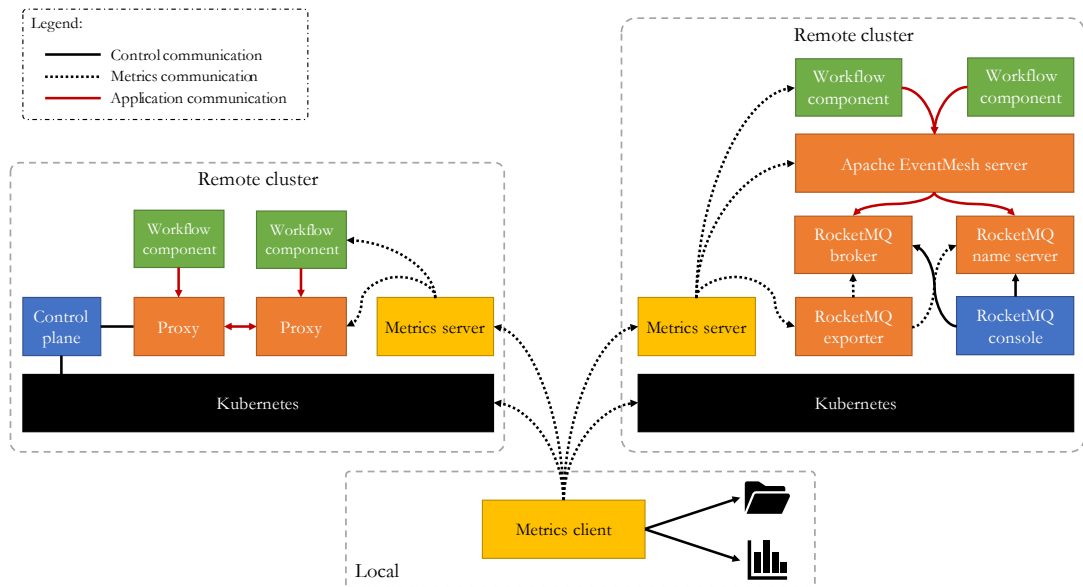 Legend:
Control communication
Metrics communication
Application communication
Remote cluster
Workflow
component
Workflow
component
Control
plane
Proxy
Proxy
Metrics server
Kubernetes
Remote cluster
Workflow
component
Workflow
component
Apache EventMesh server
RocketMQ
broker
RocketMQ
name server
Metrics server
RocketMQ
exporter
RocketMQ
console
Kubernetes
Metrics client
Local